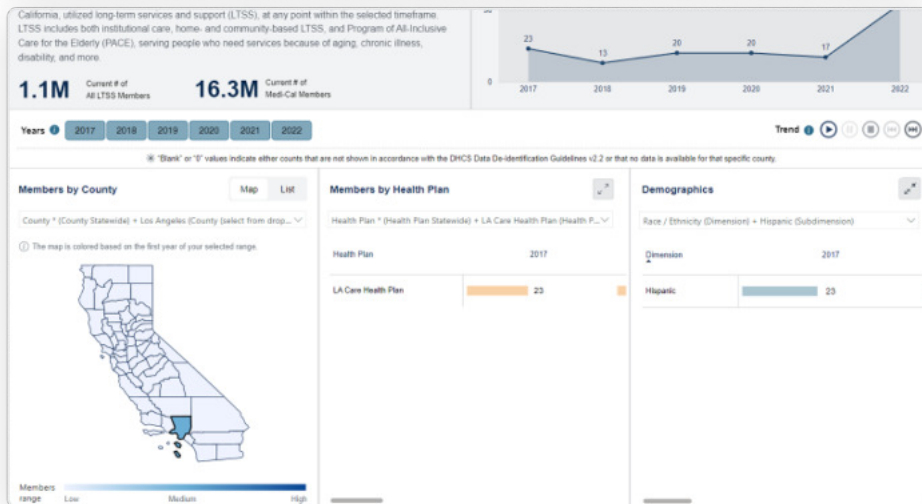 California, utilized long-term services and support (LTSS), at any point within the selected timeframe.
LTSS includes both institutional care, home- and community-based LTSS, and Program of All-Inclusive
Care for the Elderly (PACE), serving people who need services because of aging, chronic illness,
disability, and more.
1.1M Current # of All LTSS Members
16.3M Current # of Medi-Cal Members
23 13 20 20 17
0
2017 2018 2019 2020 2021 2022
Years 2017 2018 2019 2020 2021 2022
Trend
"Blank" or "0" values indicate either counts that are not shown in accordance with the DHCS Data De-identification Guidelines v2.2 or that no data is available for that specific county.
Members by County
Map List
County * (County Statewide) + Los Angeles (County (select from drop...
The map is colored based on the first year of your selected range.
Members range
Low Medium High
Members by Health Plan
Health Plan * (Health Plan Statewide) + LA Care Health Plan (Health P...
Health Plan 2017
LA Care Health Plan 23
Demographics
Race / Ethnicity (Dimension) + Hispanic (Subdimension)
Dimension 2017
Hispanic 23